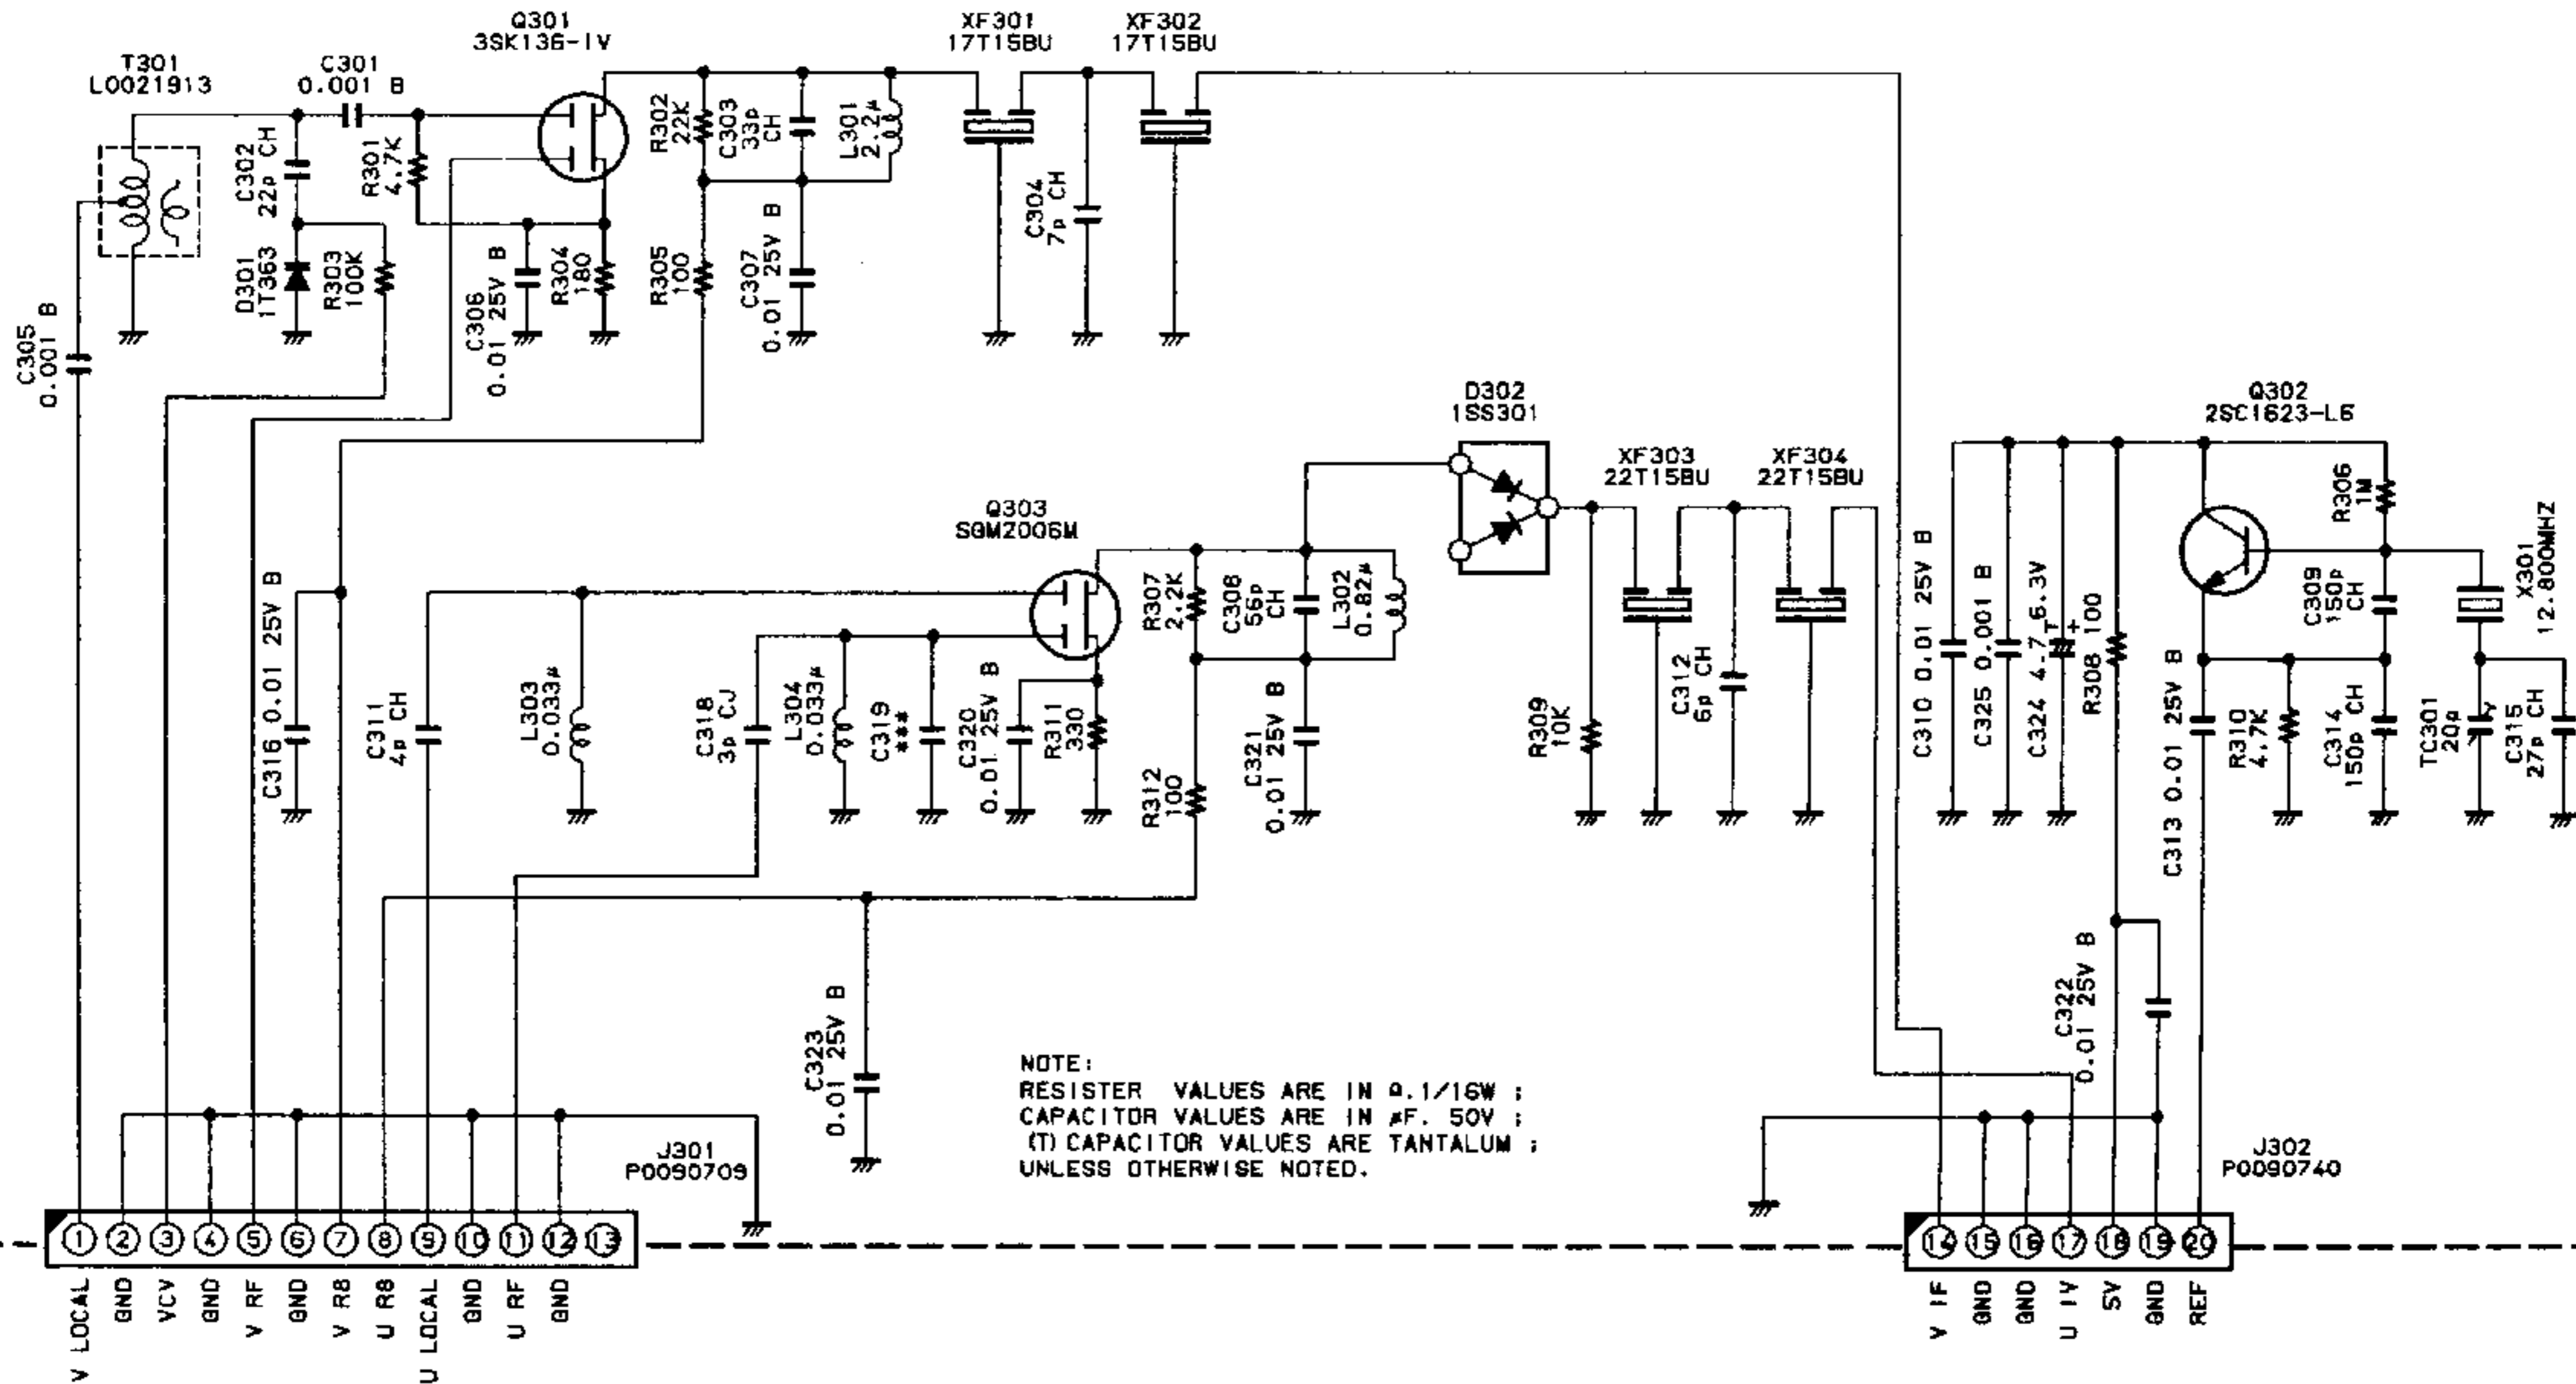 Q301
3SK136-IV
XF301
17T15BU
XF302
17T15BU
T301
L0021913
C301
0.001 B
C302
22p CH
R301
4.7K
R302
22K
C303
33p
CH
L301
2.2μ
C304
7p CH
D301
1T363
R303
100K
C306
0.01 25V B
R304
180
R305
100
C307
0.01 25V B
C305
0.001 B
D302
1SS301
Q302
2SC1623-L6
XF303
22T15BU
XF304
22T15BU
R306
1M
X301
12.800MHZ
Q303
SGM2006M
R307
2.2K
C308
56p
CH
L302
0.82μ
C309
150p
CH
C316 0.01 25V B
C311
4p CH
L303
0.033μ
C318
3p CJ
L304
0.033μ
C319
***
C320
0.01 25V B
R311
330
R312
100
C321
0.01 25V B
R309
10K
C312
6p CH
C310 0.01 25V B
C325 0.001 B
C324 4.7 6.3V
T +
R308 100
C313 0.01 25V B
R310
4.7K
C314
150p CH
TC301
20p
C315
27p CH
C323
0.01 25V B
C322
0.01 25V B
NOTE:
RESISTER VALUES ARE IN Ω. 1/16W ;
CAPACITOR VALUES ARE IN μF. 50V ;
(T) CAPACITOR VALUES ARE TANTALUM ;
UNLESS OTHERWISE NOTED.
J301
P0090709
J302
P0090740
1 2 3 4 5 6 7 8 9 10 11 12 13
14 15 16 17 18 19 20
V LOCAL
GND
VCV
GND
V RF
GND
V R8
U R8
U LOCAL
GND
U RF
GND
V IF
GND
GND
U IV
5V
GND
REF